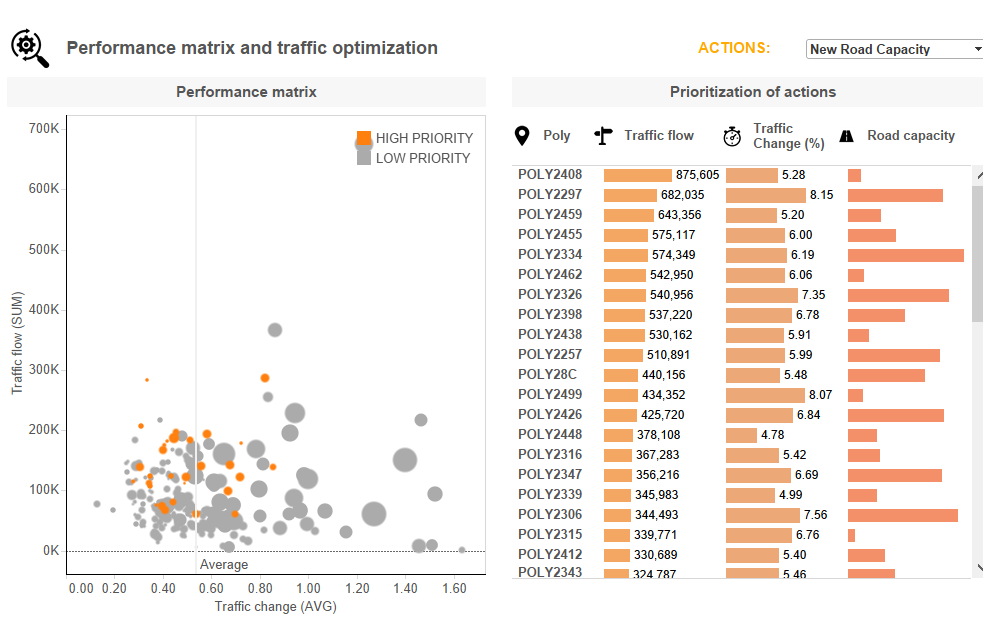 Performance matrix and traffic optimization
ACTIONS:
New Road Capacity
Performance matrix
Prioritization of actions
HIGH PRIORITY
LOW PRIORITY
700K
600K
500K
400K
300K
200K
100K
0K
Traffic flow (SUM)
Average
0.00 0.20 0.40 0.60 0.80 1.00 1.20 1.40 1.60
Traffic change (AVG)
Poly
Traffic flow
Traffic
Change (%)
Road capacity
POLY2408 875,605 5.28
POLY2297 682,035 8.15
POLY2459 643,356 5.20
POLY2455 575,117 6.00
POLY2334 574,349 6.19
POLY2462 542,950 6.06
POLY2326 540,956 7.35
POLY2398 537,220 6.78
POLY2438 530,162 5.91
POLY2257 510,891 5.99
POLY28C 440,156 5.48
POLY2499 434,352 8.07
POLY2426 425,720 6.84
POLY2448 378,108 4.78
POLY2316 367,283 5.42
POLY2347 356,216 6.69
POLY2339 345,983 4.99
POLY2306 344,493 7.56
POLY2315 339,771 6.76
POLY2412 330,689 5.40
POLY2343 324,787 5.46